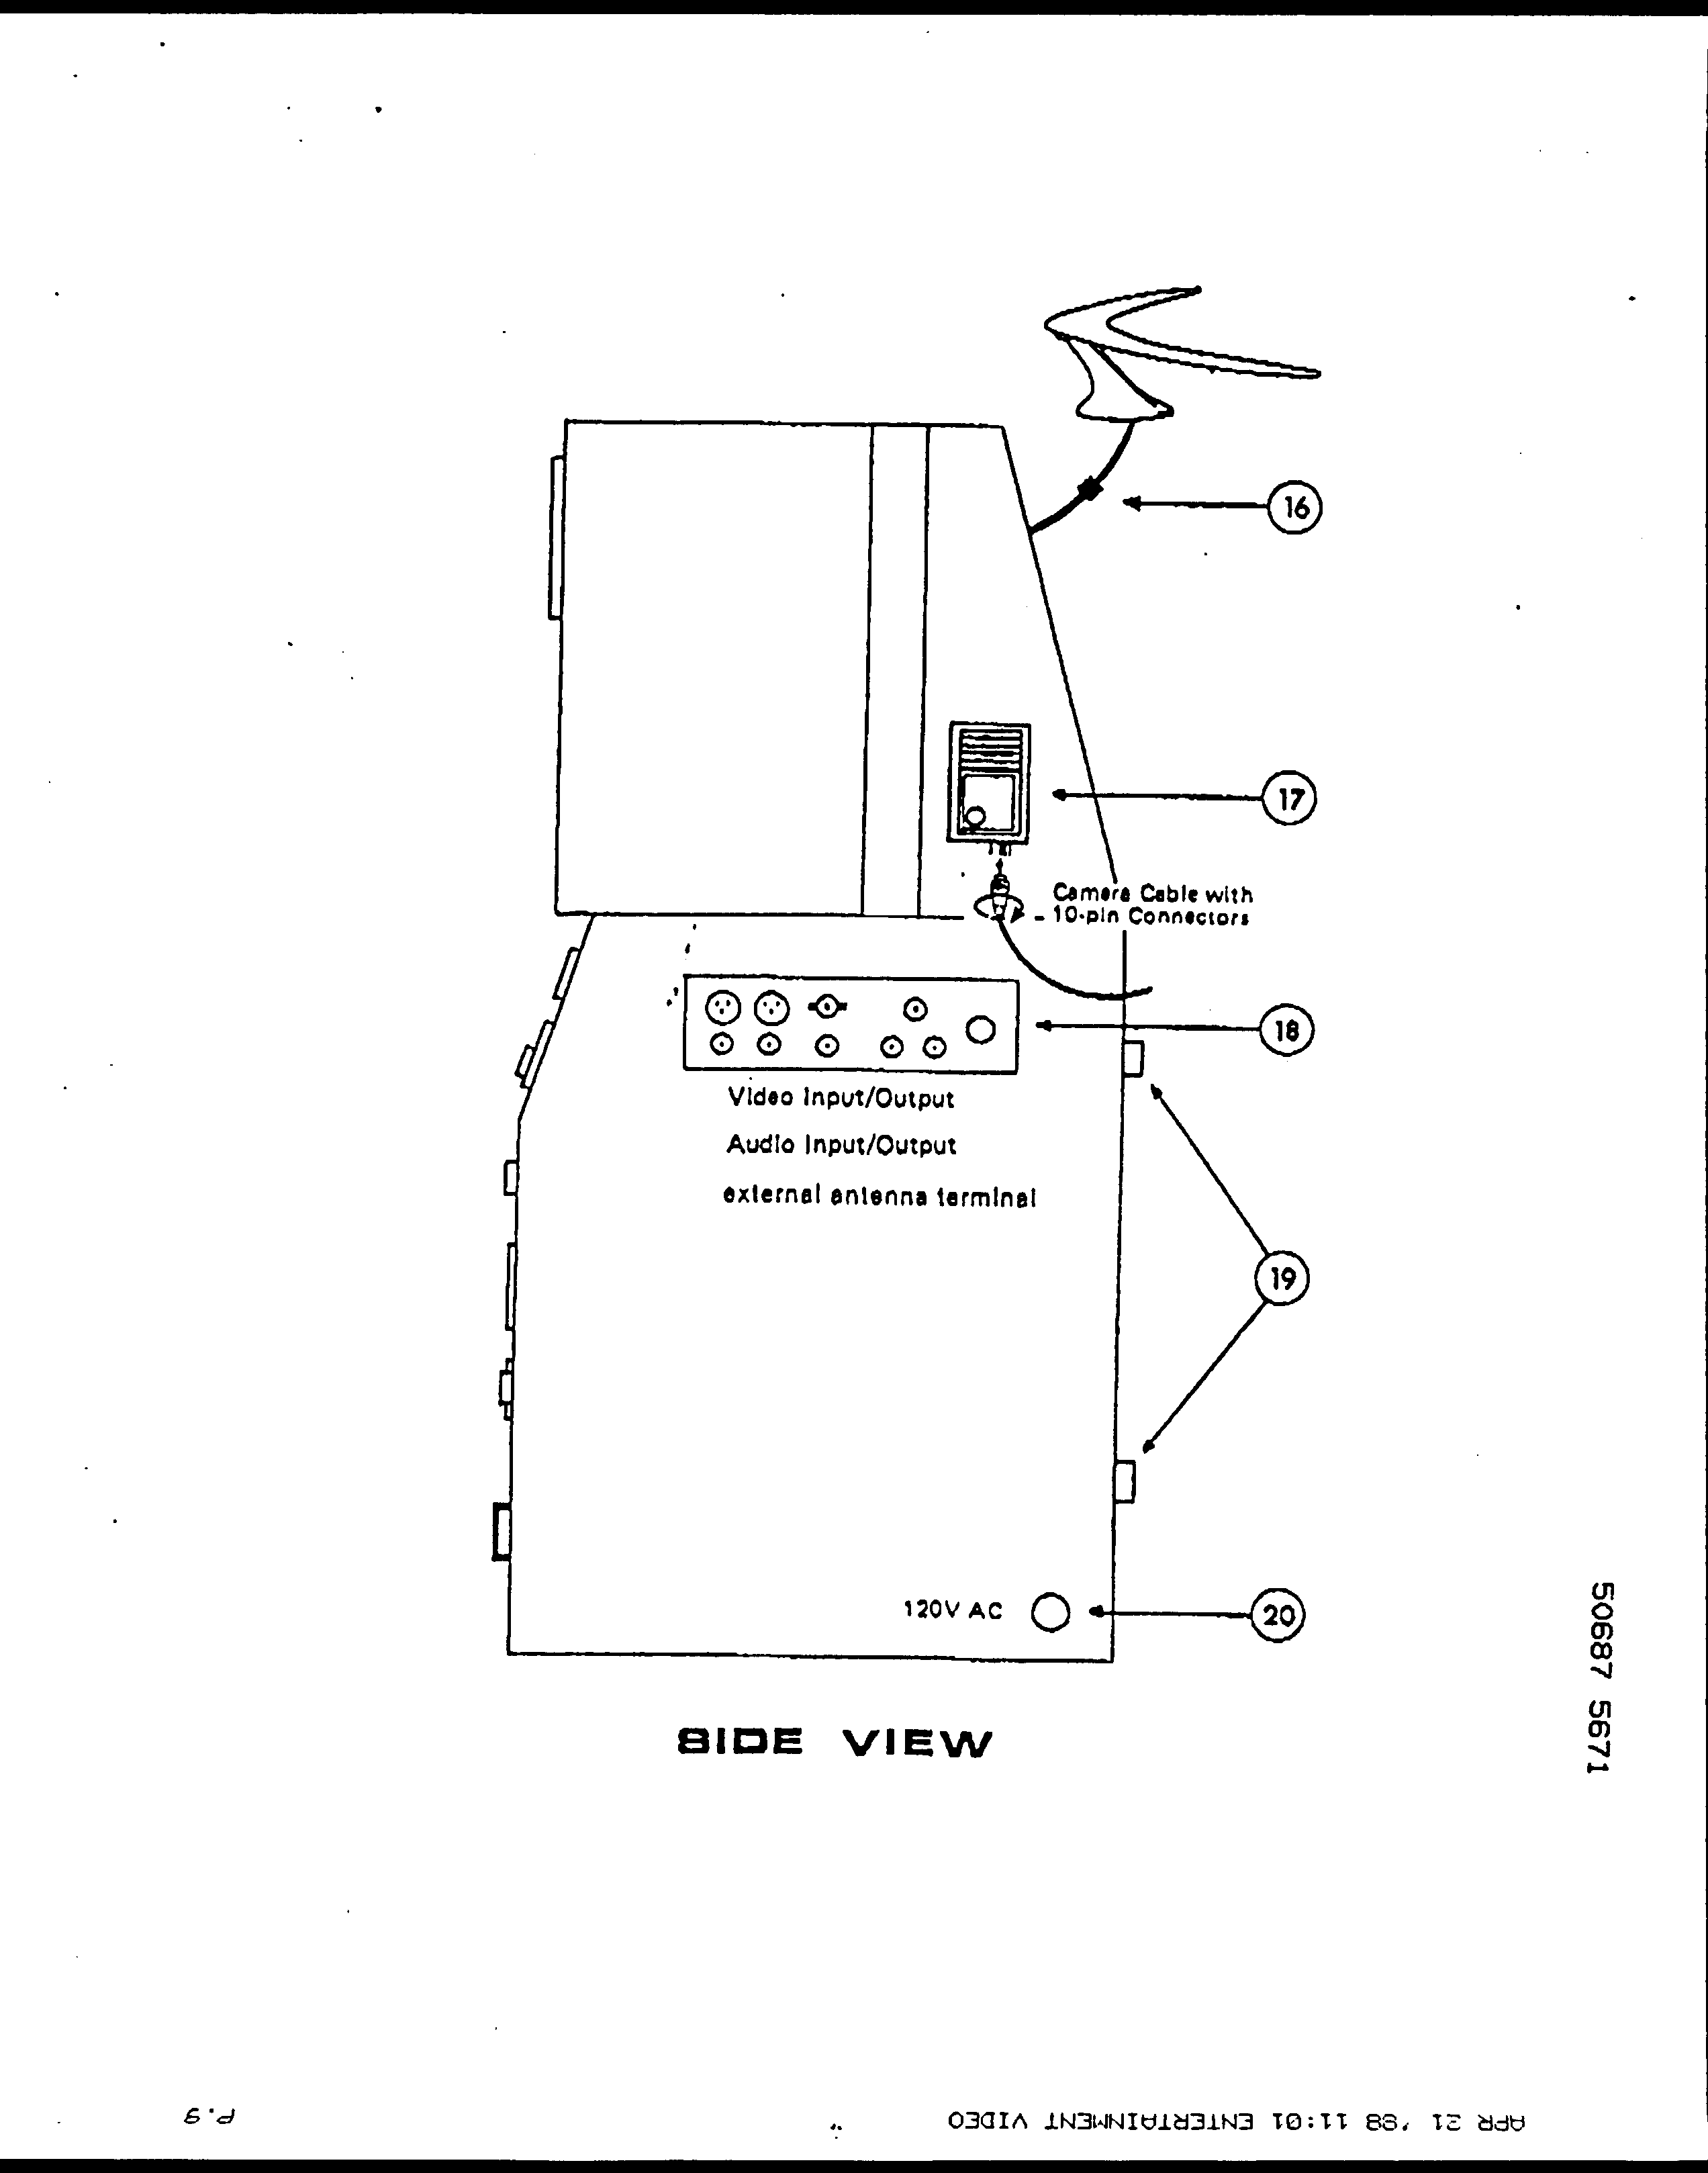 16
17
Camera Cable with
10-pin Connectors
18
Video Input/Output
Audio Input/Output
external antenna terminal
19
120V AC
20
SIDE VIEW
50687 5671
APR 21 '88 11:01 ENTERTAINMENT VIDEO
P.9